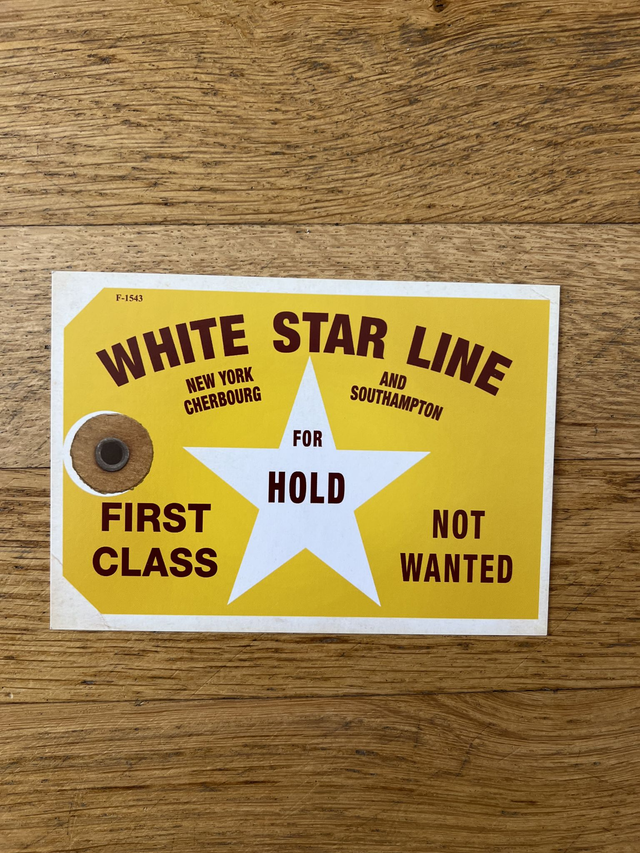 F-1543
WHITE STAR LINE
NEW YORK
CHERBOURG
AND
SOUTHAMPTON
FOR
HOLD
FIRST
CLASS
NOT
WANTED